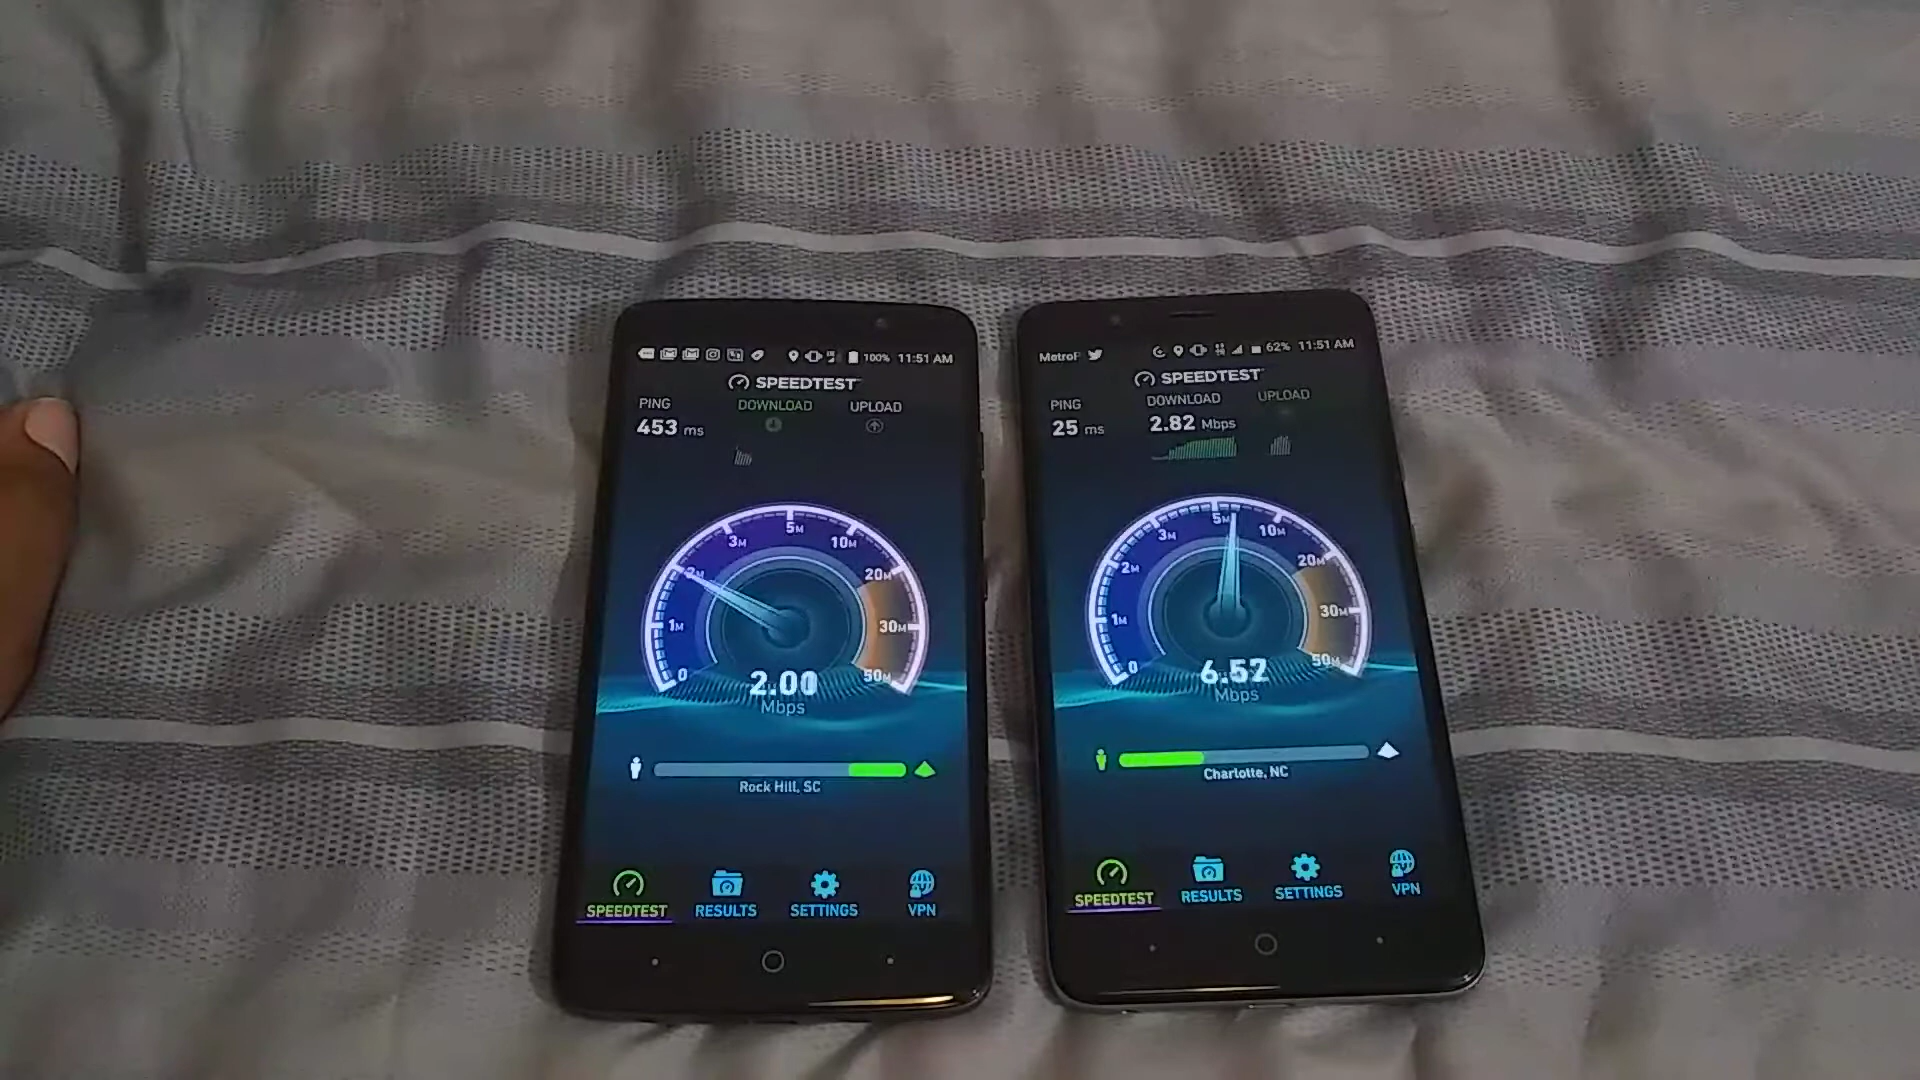 100% 11:51 AM
SPEEDTEST
PING DOWNLOAD UPLOAD
453 ms
5M
3M 10M
2M 20M
1M 30M
0 50M
2.00
Mbps
Rock Hill, SC
SPEEDTEST RESULTS SETTINGS VPN
MetroP 62% 11:51 AM
SPEEDTEST
PING DOWNLOAD UPLOAD
25 ms 2.82 Mbps
5M
3M 10M
2M 20M
1M 30M
0 50M
6.52
Mbps
Charlotte, NC
SPEEDTEST RESULTS SETTINGS VPN